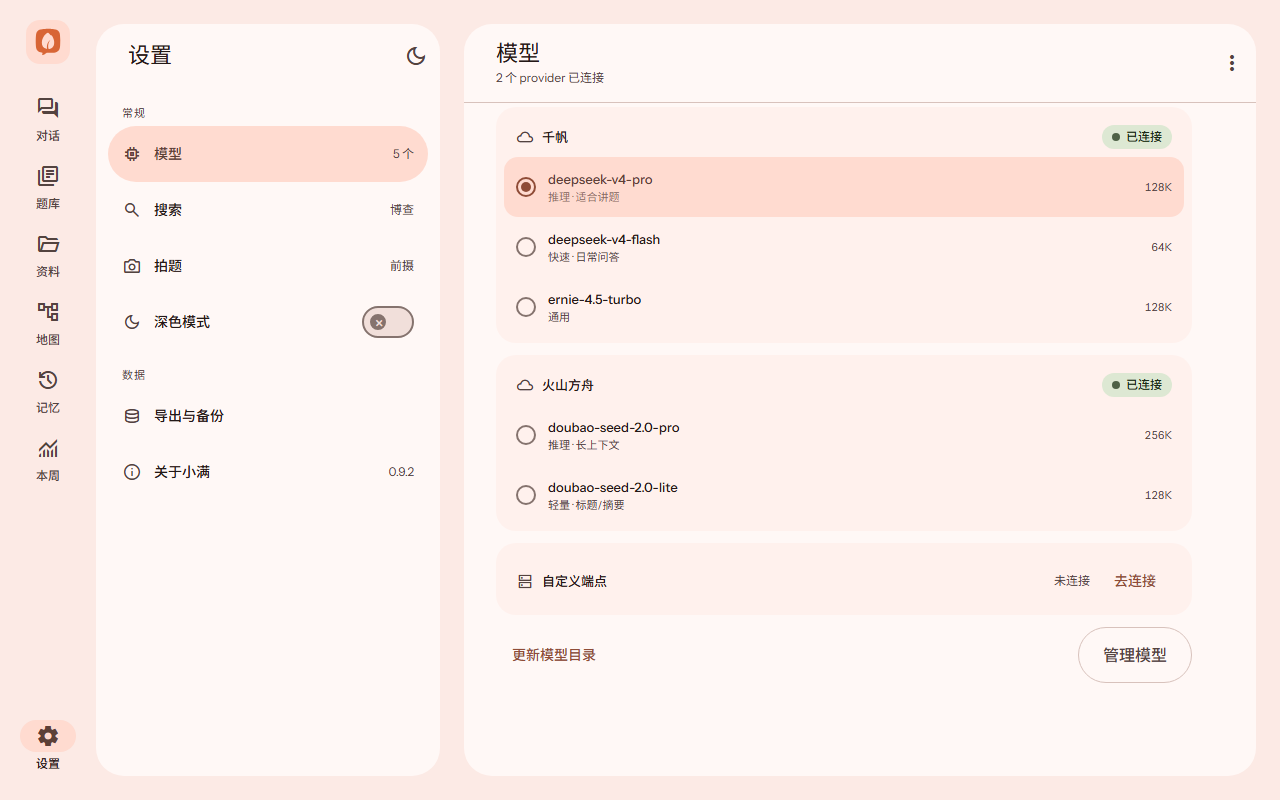 对话
题库
资料
地图
记忆
本周
设置
设置
常规
模型 5 个
搜索 博查
拍题 前摄
深色模式
数据
导出与备份
关于小满 0.9.2
模型
2 个 provider 已连接
千帆 已连接
deepseek-v4-pro
推理·适合讲题 128K
deepseek-v4-flash
快速·日常问答 64K
ernie-4.5-turbo
通用 128K
火山方舟 已连接
doubao-seed-2.0-pro
推理·长上下文 256K
doubao-seed-2.0-lite
轻量·标题/摘要 128K
自定义端点 未连接 去连接
更新模型目录 管理模型